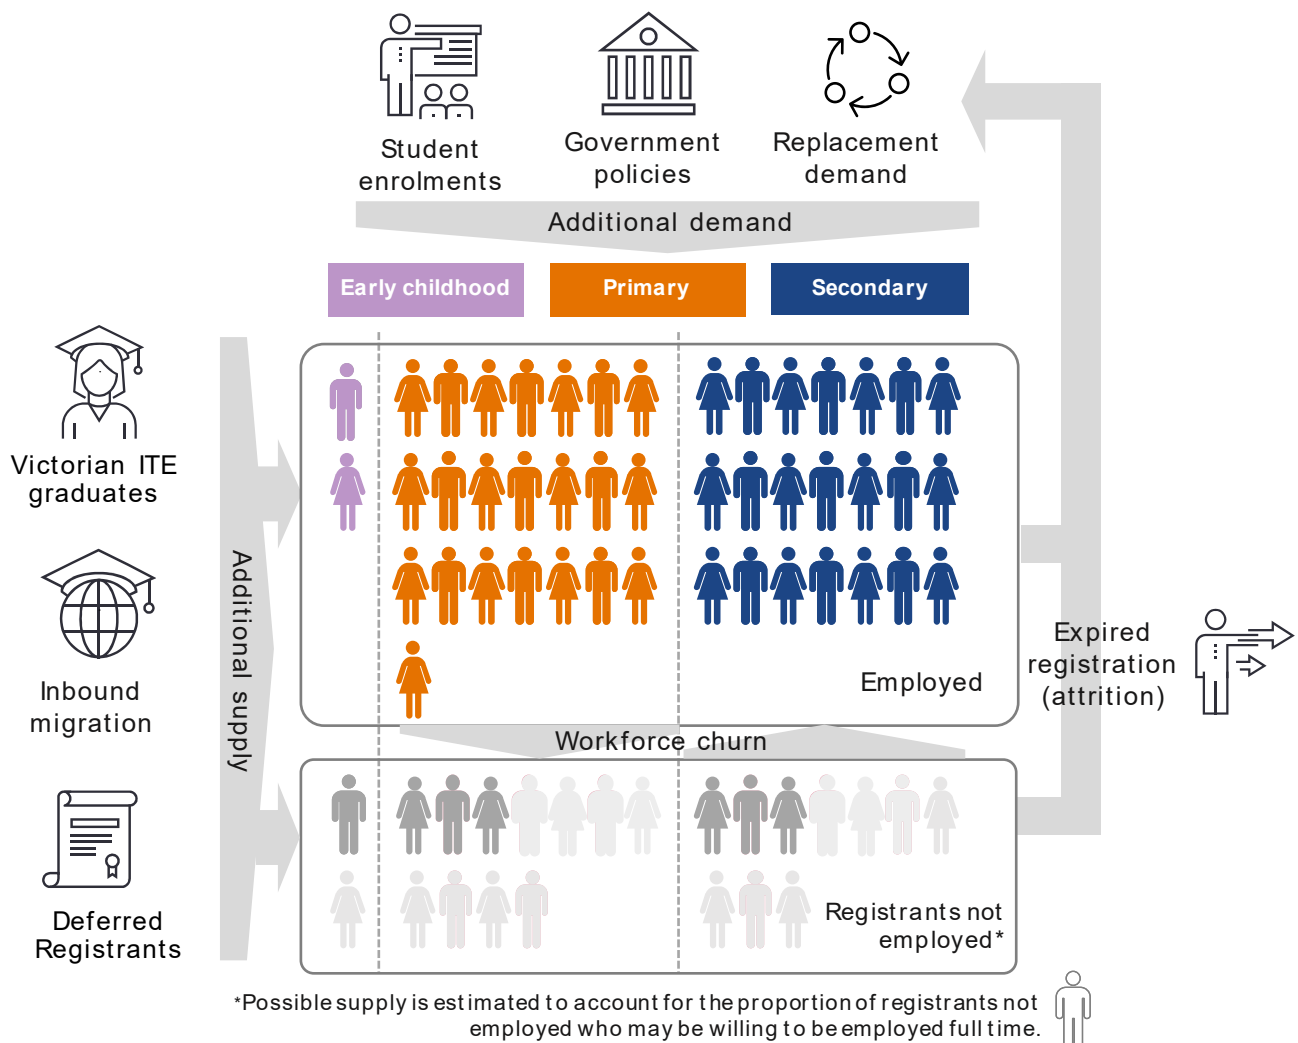 Student
enrolments
Government
policies
Replacement
demand
Additional demand
Early childhood
Primary
Secondary
Victorian ITE
graduates
Inbound
migration
Deferred
Registrants
Additional supply
Employed
Workforce churn
Expired
registration
(attrition)
Registrants not
employed*
*Possible supply is estimated to account for the proportion of registrants not
employed who may be willing to be employed full time.